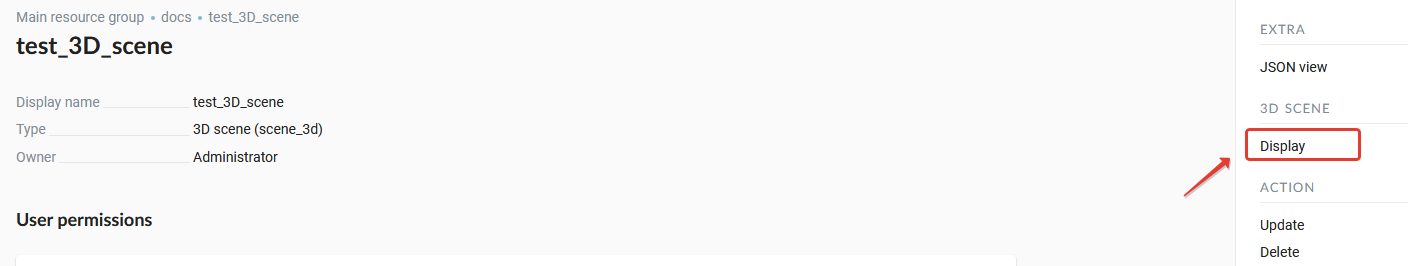 Main resource group • docs • test_3D_scene
test_3D_scene
Display name test_3D_scene
Type 3D scene (scene_3d)
Owner Administrator
User permissions
EXTRA
JSON view
3D SCENE
Display
ACTION
Update
Delete